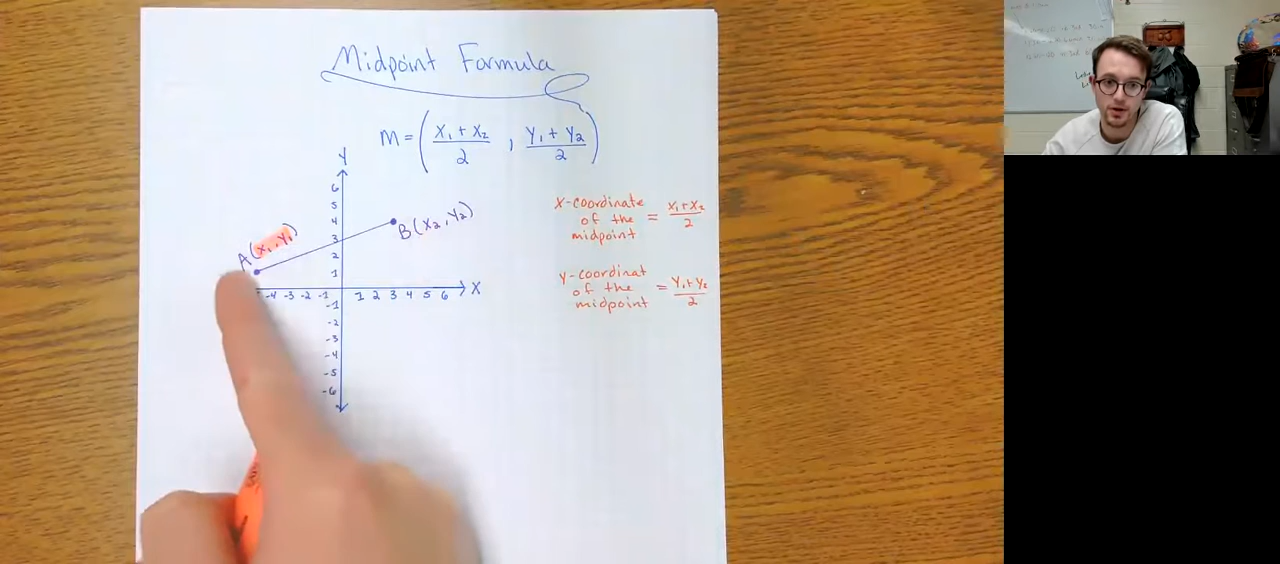 Midpoint Formula
M = ( X₁ + X₂ / 2 , Y₁ + Y₂ / 2 )
Y
6
5
4
3
2
1
A (X₁, Y₁)
B (X₂, Y₂)
-4 -3 -2 -1 1 2 3 4 5 6 X
-1
-2
-3
-4
-5
-6
X-coordinate
of the = X₁+X₂ / 2
midpoint
Y-coordinat
of the = Y₁+Y₂ / 2
midpoint